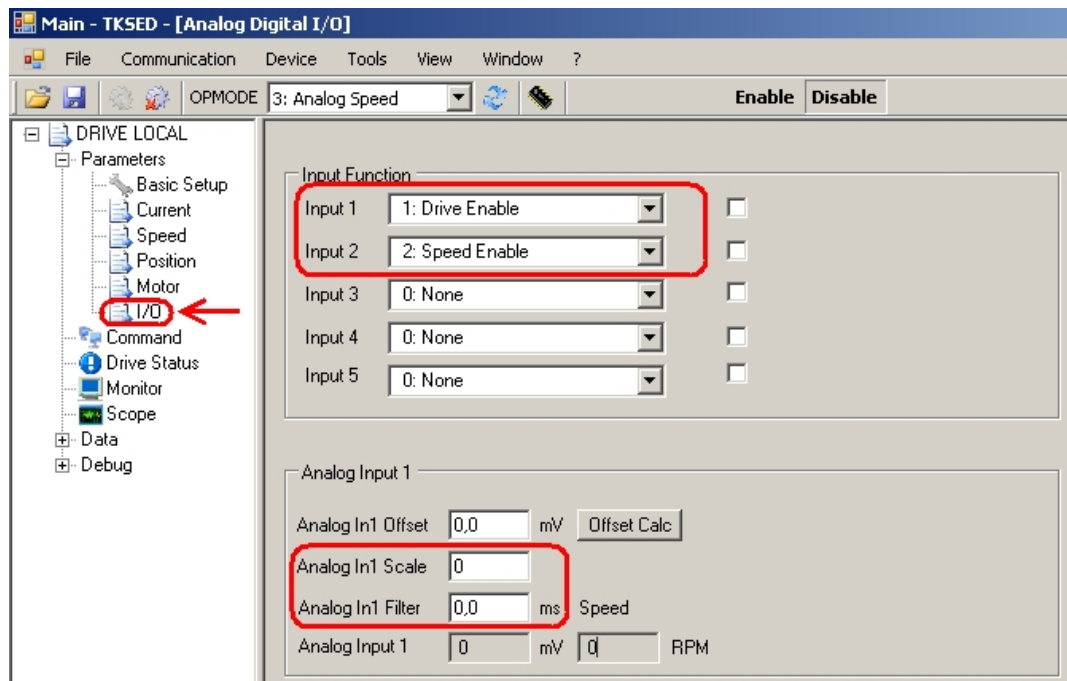 Main - TKSED - [Analog Digital I/O]
File Communication Device Tools View Window ?
OPMODE 3: Analog Speed Enable Disable
DRIVE LOCAL
Parameters
Basic Setup
Current
Speed
Position
Motor
I/O
Command
Drive Status
Monitor
Scope
Data
Debug
Input Function
Input 1 1: Drive Enable
Input 2 2: Speed Enable
Input 3 0: None
Input 4 0: None
Input 5 0: None
Analog Input 1
Analog In1 Offset 0,0 mV Offset Calc
Analog In1 Scale 0
Analog In1 Filter 0,0 ms Speed
Analog Input 1 0 mV 0 RPM